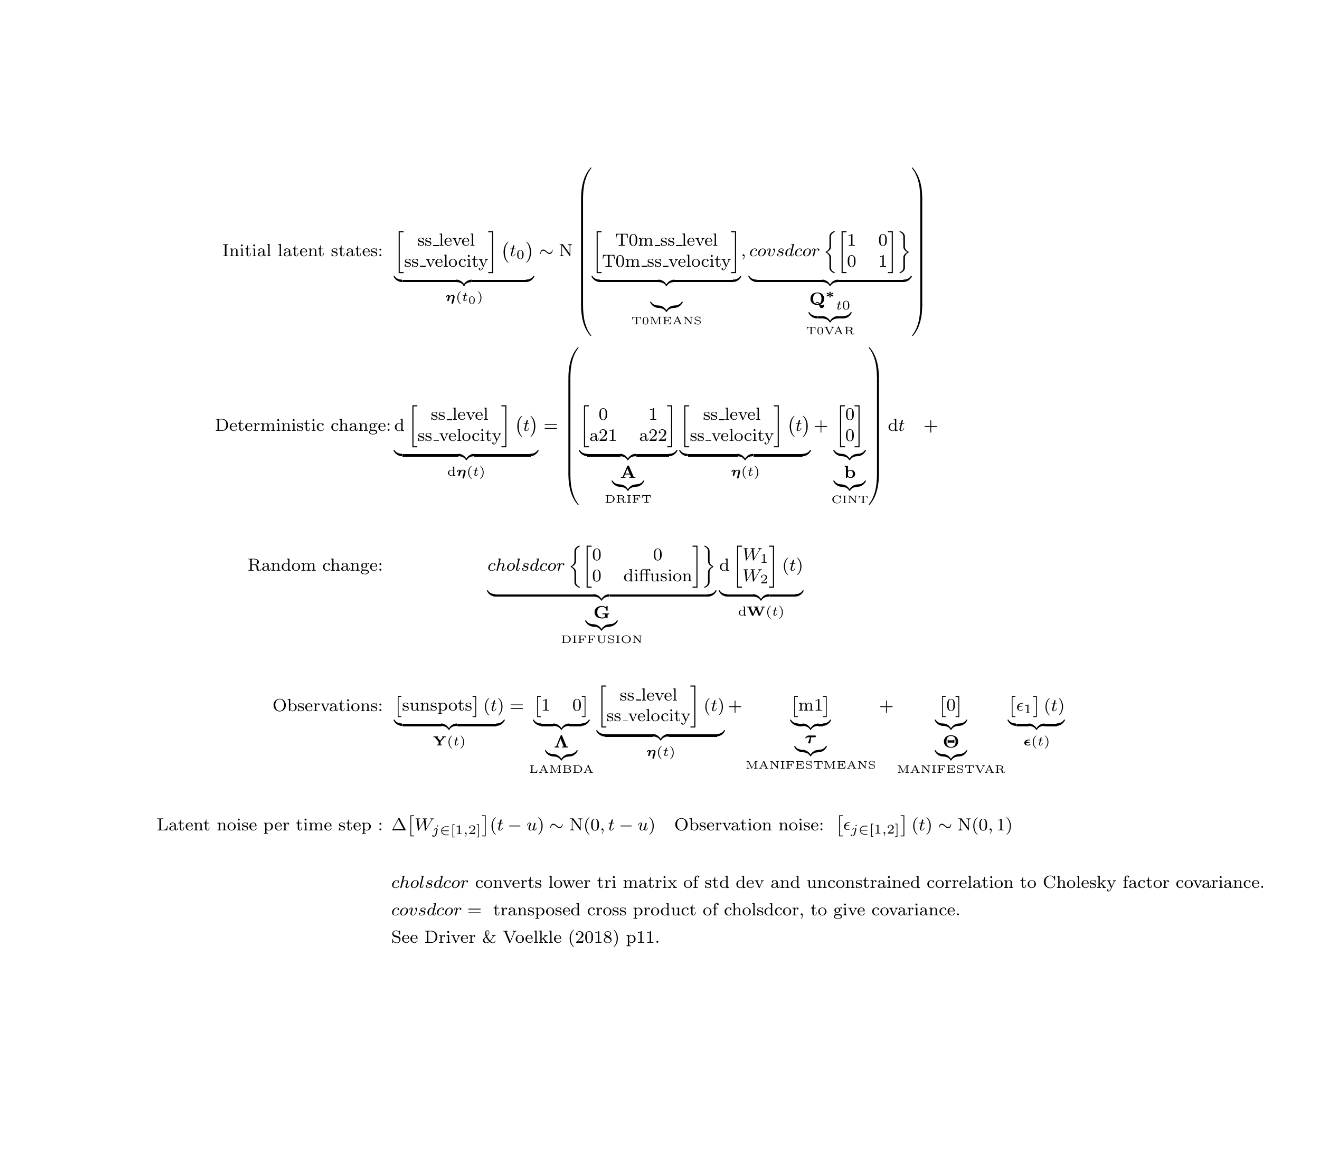 Initial latent states: [ss_level ss_velocity] (t₀) ∼ N ( [T0m_ss_level T0m_ss_velocity], covsdcor { [1 0 0 1] } )
η(t₀) Q*ₜ₀
T0MEANS T0VAR
Deterministic change: d [ss_level ss_velocity] (t) = ( [0 1 a21 a22] [ss_level ss_velocity] (t) + [0 0] ) dt +
dη(t) A η(t) b
DRIFT CINT
Random change: cholsdcor { [0 0 0 diffusion] } d [W₁ W₂] (t)
G dW(t)
DIFFUSION
Observations: [sunspots] (t) = [1 0] [ss_level ss_velocity] (t) + [m1] + [0] [ϵ₁] (t)
Y(t) Λ η(t) τ Θ ϵ(t)
LAMBDA MANIFESTMEANS MANIFESTVAR
Latent noise per time step : Δ[W_{j∈[1,2]}](t − u) ∼ N(0, t − u) Observation noise: [ϵ_{j∈[1,2]}] (t) ∼ N(0, 1)
cholsdcor converts lower tri matrix of std dev and unconstrained correlation to Cholesky factor covariance.
covsdcor = transposed cross product of cholsdcor, to give covariance.
See Driver & Voelkle (2018) p11.